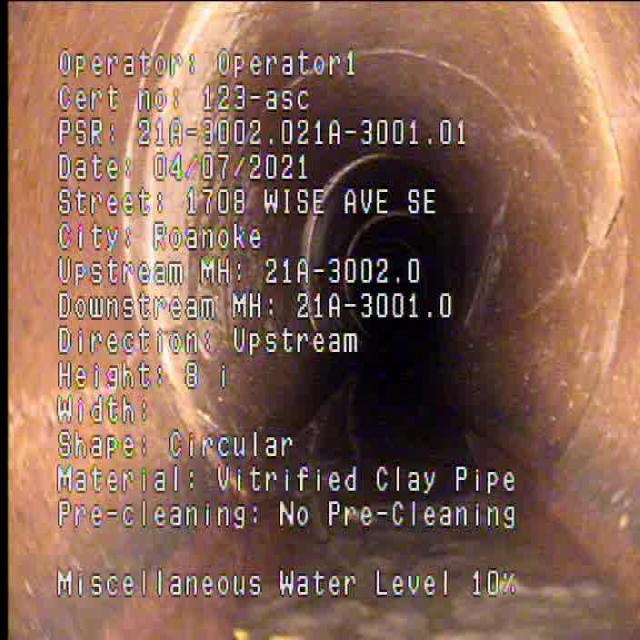 Operator: Operator1
Cert no: 123-asc
PSR: 21A-3002.021A-3001.01
Date: 04/07/2021
Street: 1708 WISE AVE SE
City: Roanoke
Upstream MH: 21A-3002.0
Downstream MH: 21A-3001.0
Direction: Upstream
Height: 8 i
Width:
Shape: Circular
Material: Vitrified Clay Pipe
Pre-cleaning: No Pre-Cleaning
Miscellaneous Water Level 10%